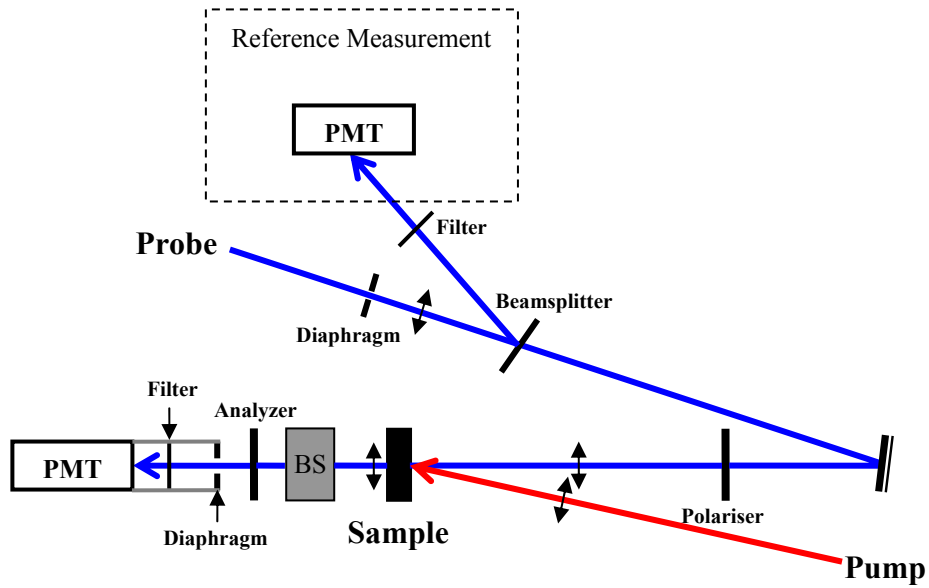 Reference Measurement
PMT
Filter
Probe
Beamsplitter
Diaphragm
Filter
Analyzer
BS
PMT
Polariser
Sample
Diaphragm
Pump